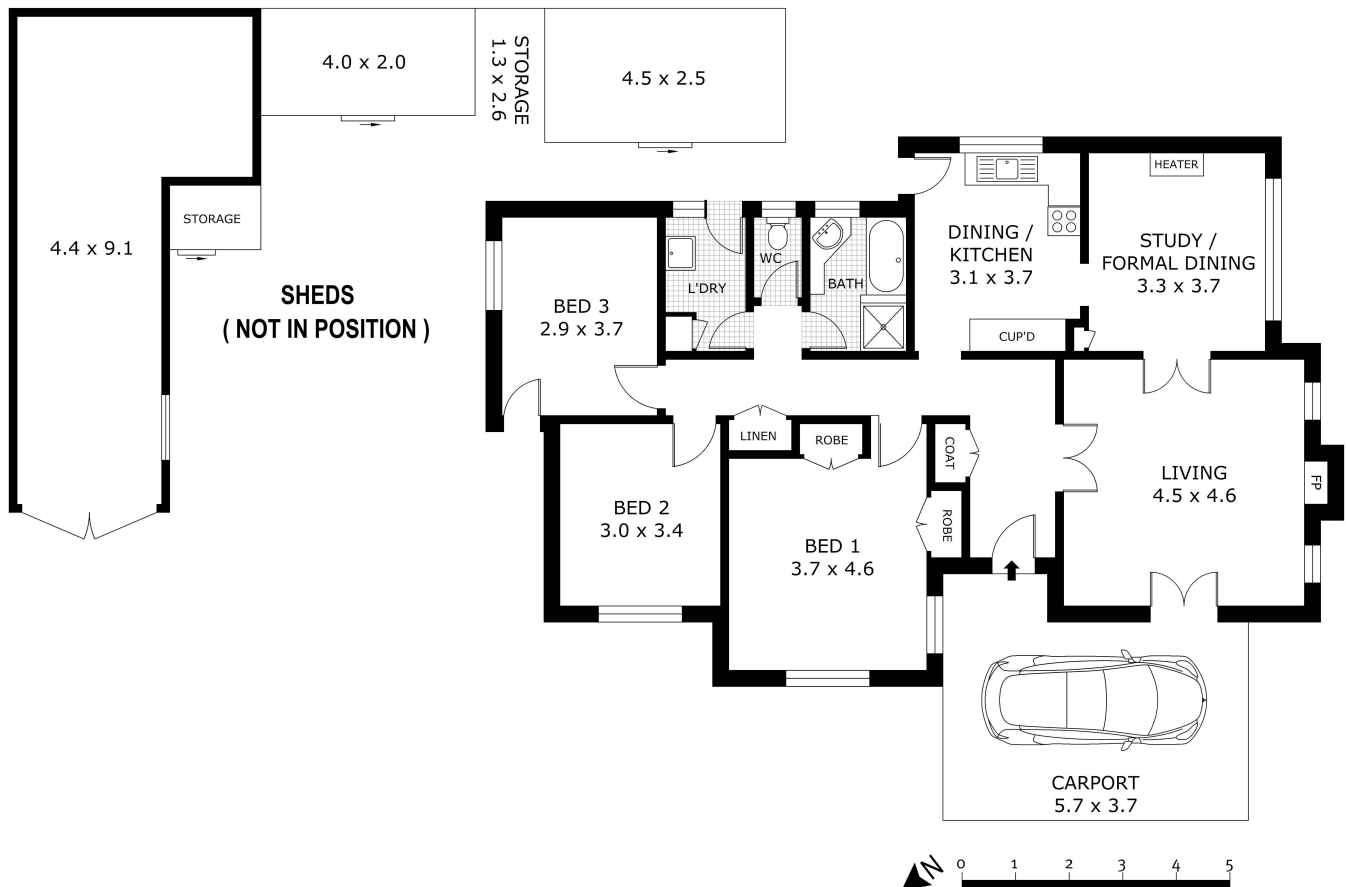 4.0 x 2.0
STORAGE
1.3 x 2.6
4.5 x 2.5
STORAGE
4.4 x 9.1
SHEDS
( NOT IN POSITION )
HEATER
DINING /
KITCHEN
3.1 x 3.7
STUDY /
FORMAL DINING
3.3 x 3.7
WC
L'DRY
BATH
BED 3
2.9 x 3.7
CUP'D
LINEN
ROBE
COAT
LIVING
4.5 x 4.6
FP
BED 2
3.0 x 3.4
BED 1
3.7 x 4.6
ROBE
CARPORT
5.7 x 3.7
N
0 1 2 3 4 5